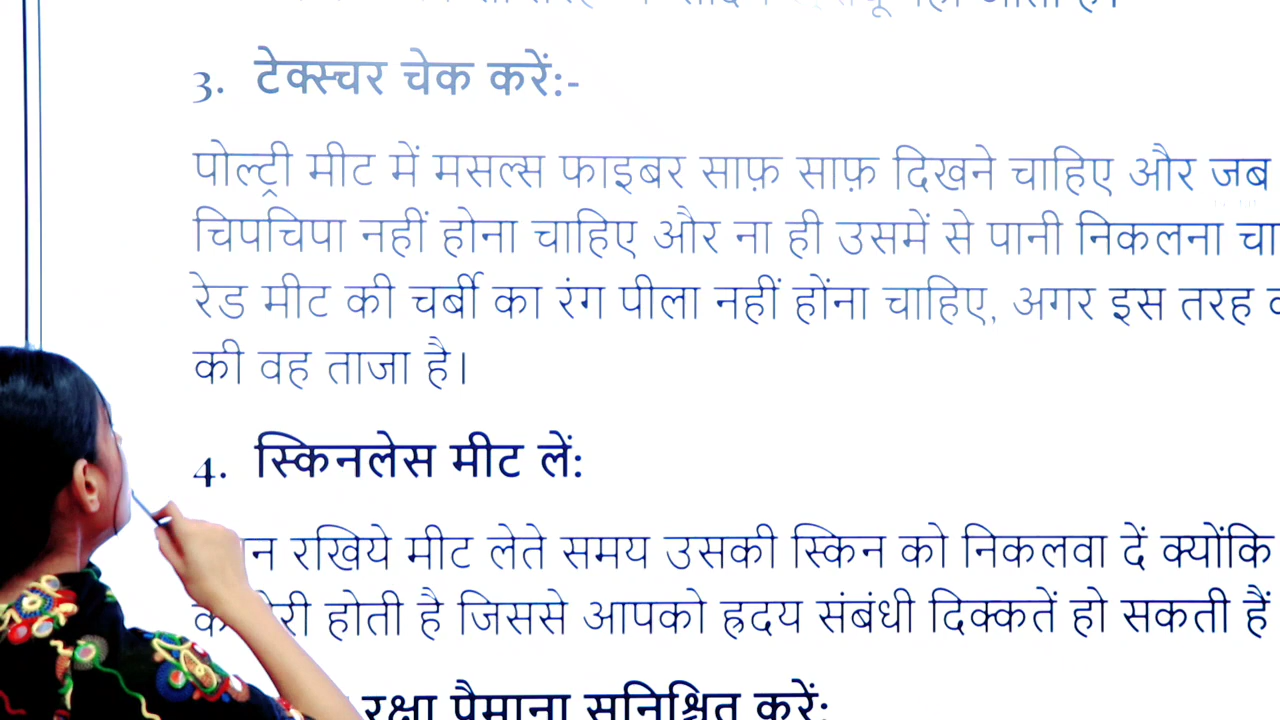 3. टेक्स्चर चेक करें:-
पोल्ट्री मीट में मसल्स फाइबर साफ़ साफ़ दिखने चाहिए और जब
चिपचिपा नहीं होना चाहिए और ना ही उसमें से पानी निकलना चा
रेड मीट की चर्बी का रंग पीला नहीं होंना चाहिए, अगर इस तरह
की वह ताजा है।
4. स्किनलेस मीट लें:
रखिये मीट लेते समय उसकी स्किन को निकलवा दें क्योंकि
होती है जिससे आपको ह्रदय संबंधी दिक्कतें हो सकती हैं
रक्षा पैमाना सुनिश्चित करें: